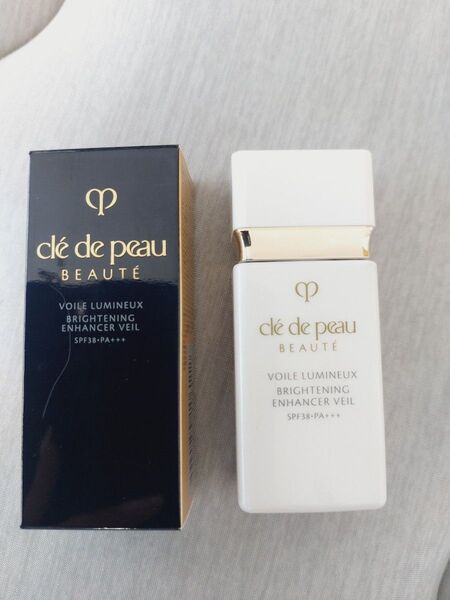 clé de peau
BEAUTÉ
VOILE LUMINEUX
BRIGHTENING
ENHANCER VEIL
SPF38•PA+++
clé de peau
BEAUTÉ
VOILE LUMINEUX
BRIGHTENING
ENHANCER VEIL
SPF38•PA+++